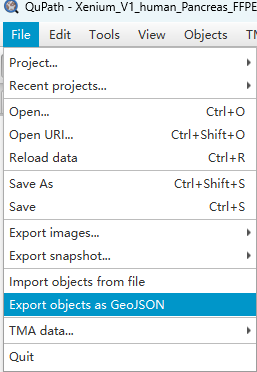 QuPath - Xenium_V1_human_Pancreas_FFPE
File Edit Tools View Objects
Project...
Recent projects...
Open... Ctrl+O
Open URI... Ctrl+Shift+O
Reload data Ctrl+R
Save As Ctrl+Shift+S
Save Ctrl+S
Export images...
Export snapshot...
Import objects from file
Export objects as GeoJSON
TMA data...
Quit